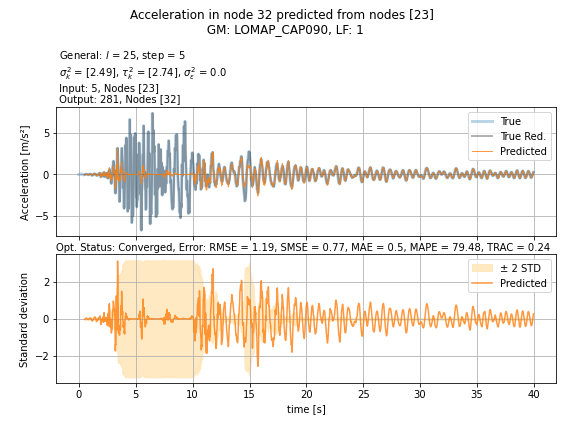 Acceleration in node 32 predicted from nodes [23]
GM: LOMAP_CAP090, LF: 1
General: l = 25, step = 5
σ²ₖ = [2.49], τ²ₖ = [2.74], σ²ₛ = 0.0
Input: 5, Nodes [23]
Output: 281, Nodes [32]
True
True Red.
Predicted
5
0
−5
Acceleration [m/s²]
Opt. Status: Converged, Error: RMSE = 1.19, SMSE = 0.77, MAE = 0.5, MAPE = 79.48, TRAC = 0.24
± 2 STD
Predicted
2
0
−2
Standard deviation
0 5 10 15 20 25 30 35 40
time [s]